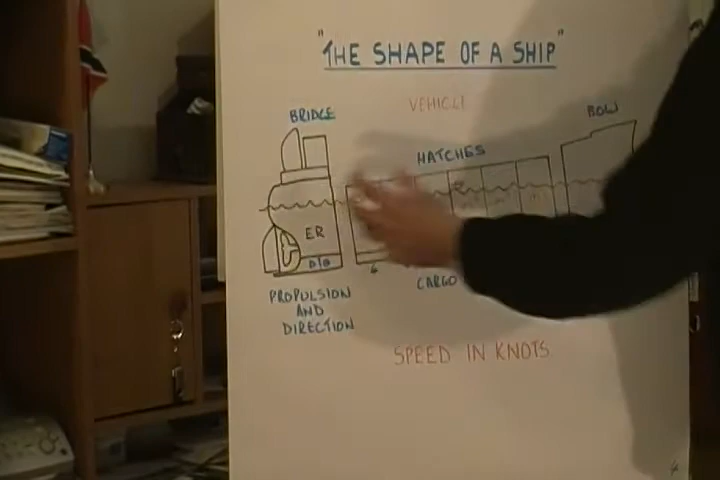 "THE SHAPE OF A SHIP"
VEHICLE
BRIDGE
BOW
HATCHES
ER
CARGO
PROPULSION
AND
DIRECTION
SPEED IN KNOTS